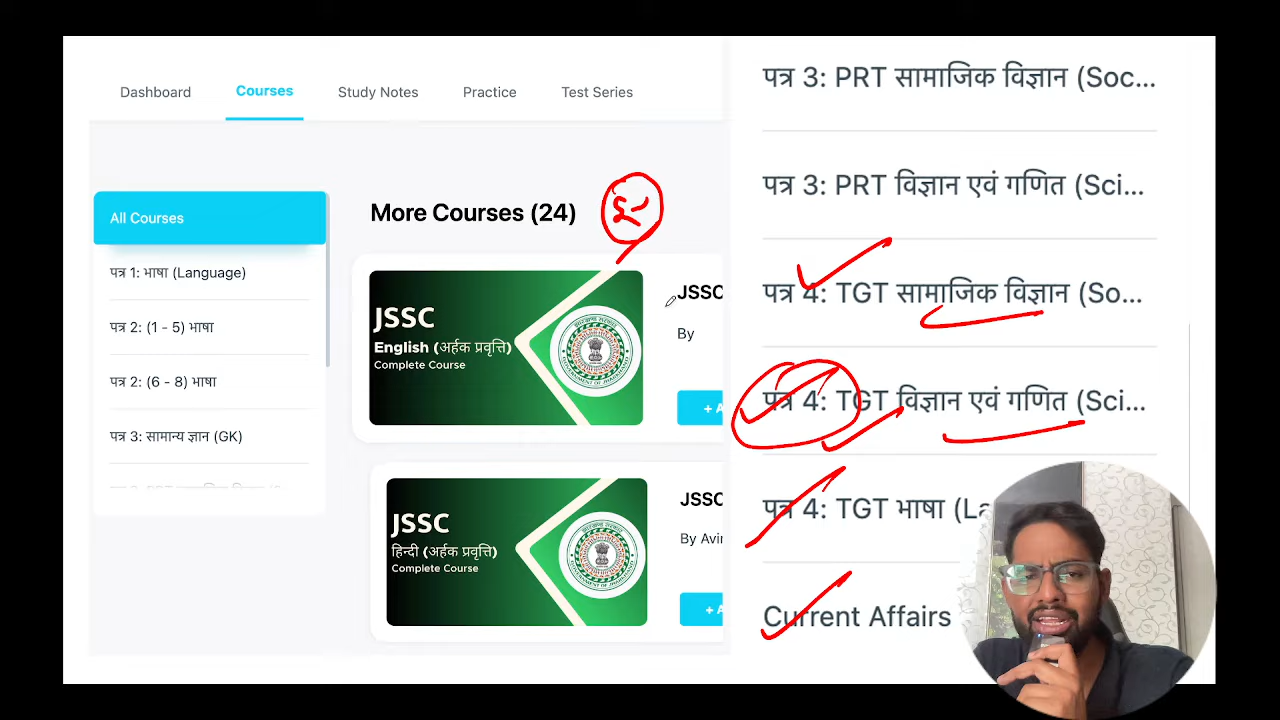 Dashboard
Courses
Study Notes
Practice
Test Series
All Courses
पत्र 1: भाषा (Language)
पत्र 2: (1 - 5) भाषा
पत्र 2: (6 - 8) भाषा
पत्र 3: सामान्य ज्ञान (GK)
More Courses (24)
JSSC
English (अर्हक प्रवृत्ति)
Complete Course
JSSC
By
+ A
JSSC
हिन्दी (अर्हक प्रवृत्ति)
Complete Course
JSSC
By Avir
+ A
पत्र 3: PRT सामाजिक विज्ञान (Soc...
पत्र 3: PRT विज्ञान एवं गणित (Sci...
पत्र 4: TGT सामाजिक विज्ञान (So...
पत्र 4: TGT विज्ञान एवं गणित (Sci...
पत्र 4: TGT भाषा (La
Current Affairs